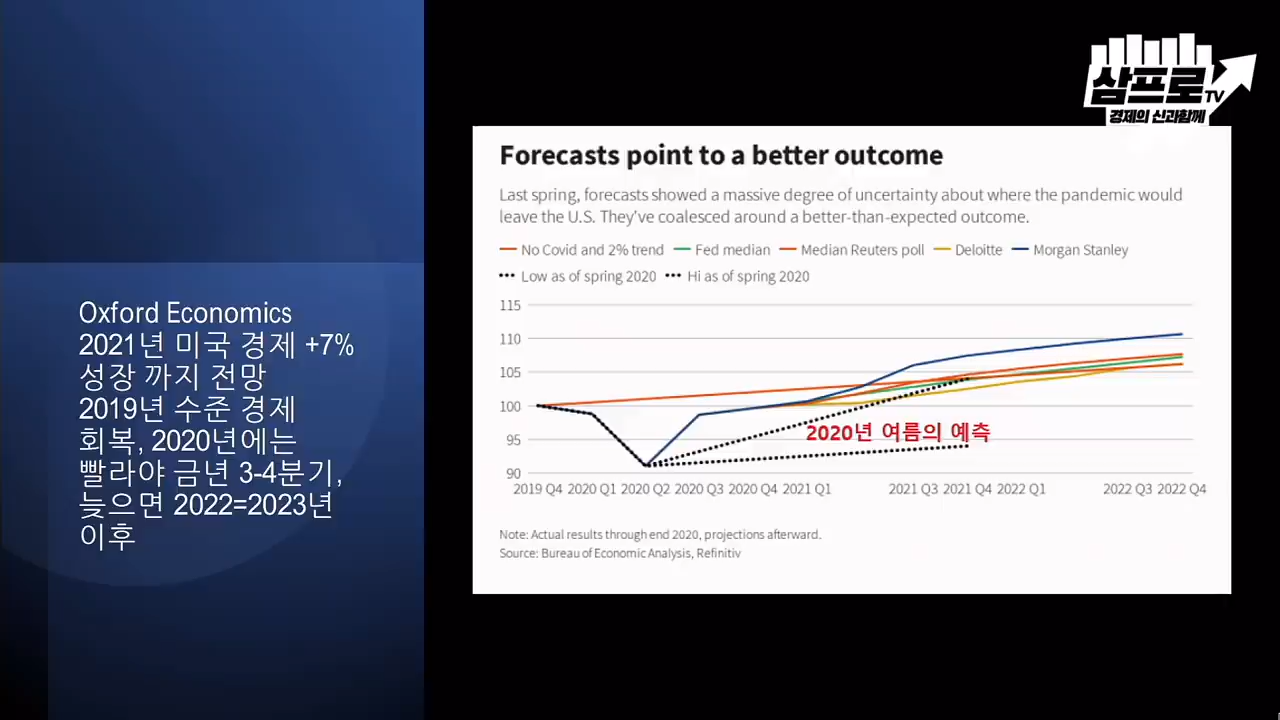 Oxford Economics
2021년 미국 경제 +7%
성장 까지 전망
2019년 수준 경제
회복, 2020년에는
빨라야 금년 3-4분기,
늦으면 2022=2023년
이후
삼프로TV
경제의 신과함께
Forecasts point to a better outcome
Last spring, forecasts showed a massive degree of uncertainty about where the pandemic would
leave the U.S. They've coalesced around a better-than-expected outcome.
No Covid and 2% trend Fed median Median Reuters poll Deloitte Morgan Stanley
Low as of spring 2020 Hi as of spring 2020
115
110
105
100
95
2020년 여름의 예측
90
2019 Q4 2020 Q1 2020 Q2 2020 Q3 2020 Q4 2021 Q1 2021 Q3 2021 Q4 2022 Q1 2022 Q3 2022 Q4
Note: Actual results through end 2020, projections afterward.
Source: Bureau of Economic Analysis, Refinitiv